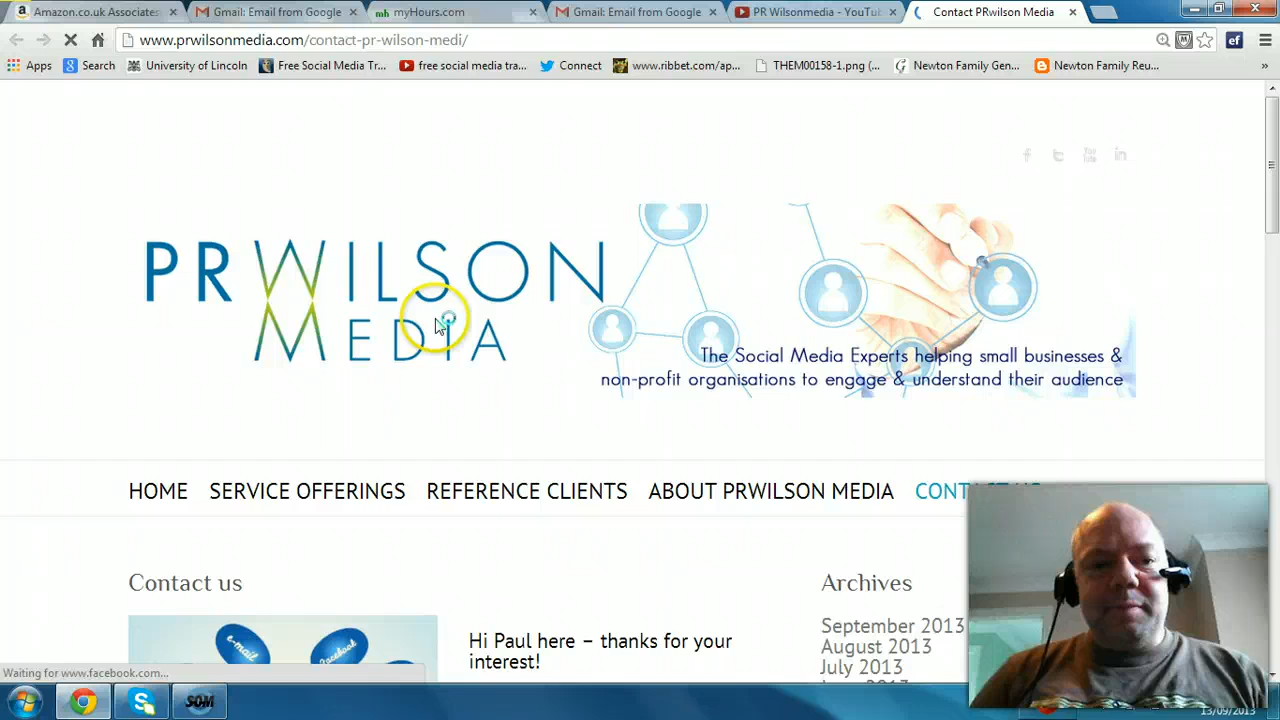 Amazon.co.uk Associates
Gmail: Email from Google
myHours.com
Gmail: Email from Google
PR Wilsonmedia - YouTu
Contact PRwilson Media
www.prwilsonmedia.com/contact-pr-wilson-medi/
ef
Apps
Search
University of Lincoln
Free Social Media Tr...
free social media tra...
Connect
www.ribbet.com/ap...
THEM00158-1.png (...
Newton Family Gen...
Newton Family Reu...
PR WILSON
MEDIA
The Social Media Experts helping small businesses &
non-profit organisations to engage & understand their audience
HOME
SERVICE OFFERINGS
REFERENCE CLIENTS
ABOUT PRWILSON MEDIA
Contact us
Archives
e-mail
Facebook
Hi Paul here – thanks for your
interest!
September 2013
August 2013
July 2013
Waiting for www.facebook.com...
SOM
13/09/2013